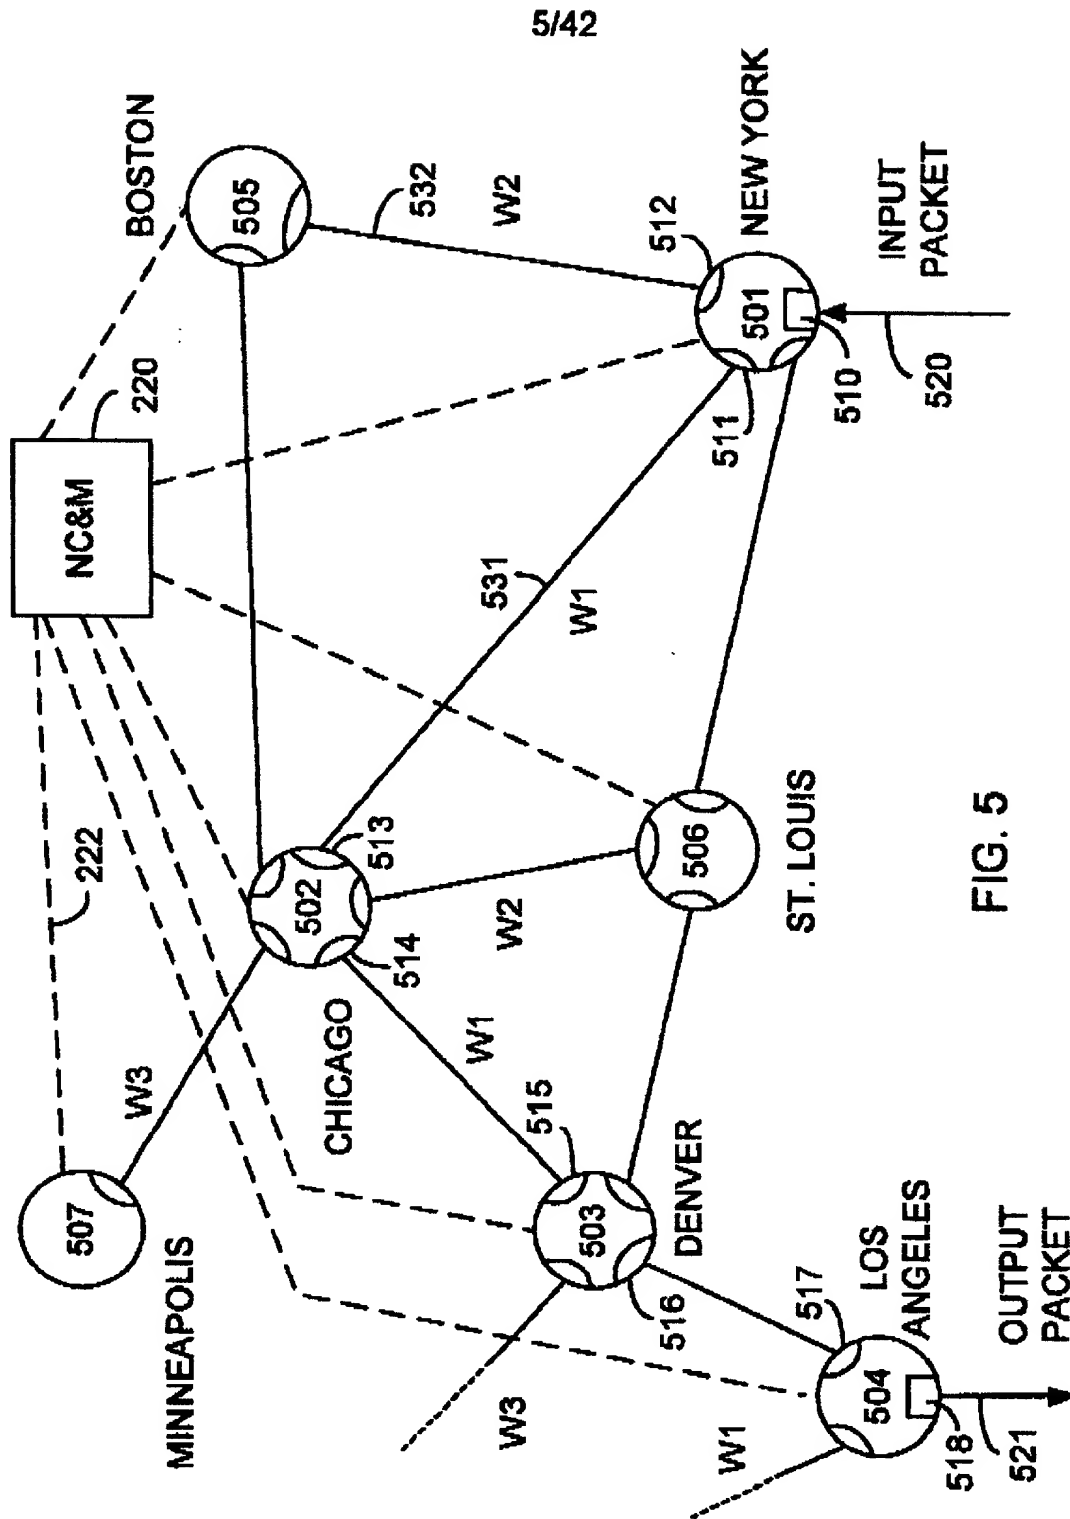 5/42
BOSTON
505
532
W2
NEW YORK
512
501
511
510
INPUT
PACKET
520
220
NC&M
531
W1
222
513
502
514
CHICAGO
W2
506
ST. LOUIS
FIG. 5
W3
W1
507
MINNEAPOLIS
515
503
DENVER
516
W3
517
LOS
ANGELES
504
W1
518
521
OUTPUT
PACKET